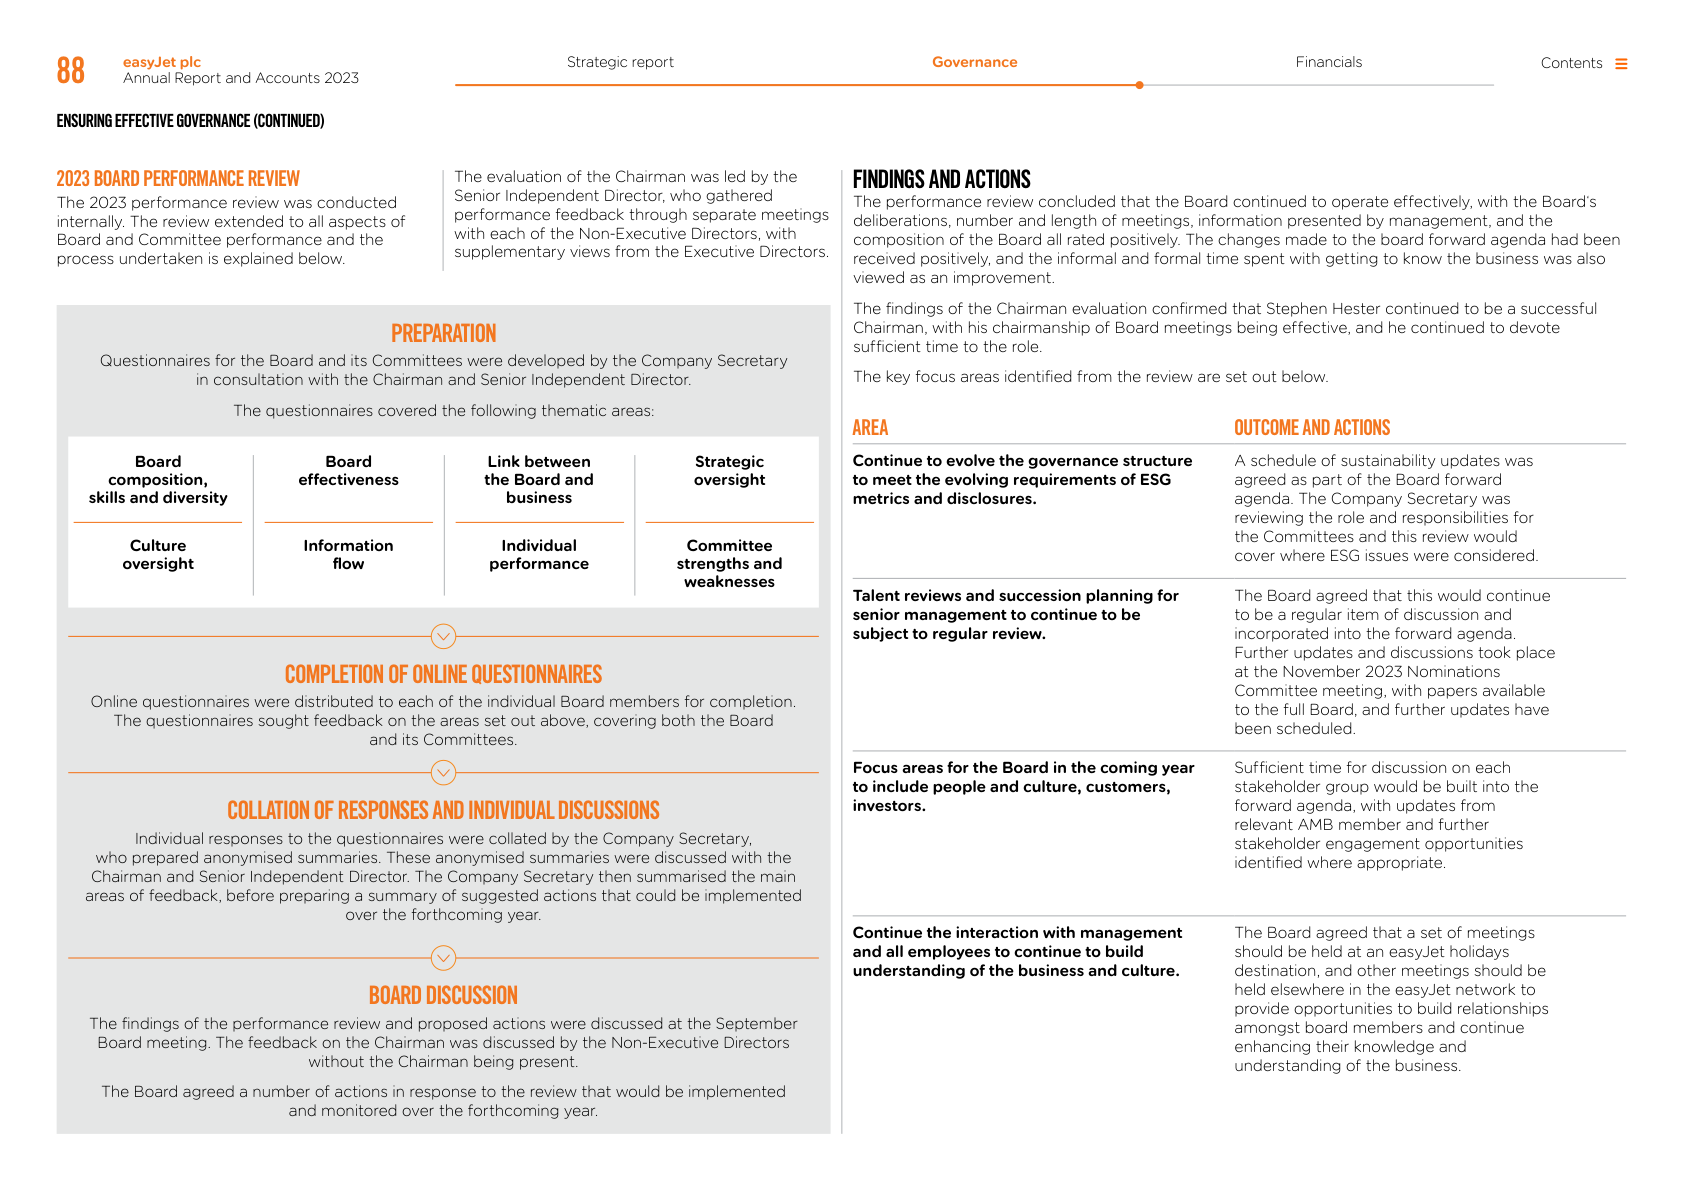 88
easyJet plc
Annual Report and Accounts 2023
Strategic report
Governance
Financials
Contents
ENSURING EFFECTIVE GOVERNANCE (CONTINUED)
2023 BOARD PERFORMANCE REVIEW
The 2023 performance review was conducted
internally. The review extended to all aspects of
Board and Committee performance and the
process undertaken is explained below.
The evaluation of the Chairman was led by the
Senior Independent Director, who gathered
performance feedback through separate meetings
with each of the Non-Executive Directors, with
supplementary views from the Executive Directors.
PREPARATION
Questionnaires for the Board and its Committees were developed by the Company Secretary
in consultation with the Chairman and Senior Independent Director.
The questionnaires covered the following thematic areas:
Board
composition,
skills and diversity
Board
effectiveness
Link between
the Board and
business
Strategic
oversight
Culture
oversight
Information
flow
Individual
performance
Committee
strengths and
weaknesses
COMPLETION OF ONLINE QUESTIONNAIRES
Online questionnaires were distributed to each of the individual Board members for completion.
The questionnaires sought feedback on the areas set out above, covering both the Board
and its Committees.
COLLATION OF RESPONSES AND INDIVIDUAL DISCUSSIONS
Individual responses to the questionnaires were collated by the Company Secretary,
who prepared anonymised summaries. These anonymised summaries were discussed with the
Chairman and Senior Independent Director. The Company Secretary then summarised the main
areas of feedback, before preparing a summary of suggested actions that could be implemented
over the forthcoming year.
BOARD DISCUSSION
The findings of the performance review and proposed actions were discussed at the September
Board meeting. The feedback on the Chairman was discussed by the Non-Executive Directors
without the Chairman being present.
The Board agreed a number of actions in response to the review that would be implemented
and monitored over the forthcoming year.
FINDINGS AND ACTIONS
The performance review concluded that the Board continued to operate effectively, with the Board's
deliberations, number and length of meetings, information presented by management, and the
composition of the Board all rated positively. The changes made to the board forward agenda had been
received positively, and the informal and formal time spent with getting to know the business was also
viewed as an improvement.
The findings of the Chairman evaluation confirmed that Stephen Hester continued to be a successful
Chairman, with his chairmanship of Board meetings being effective, and he continued to devote
sufficient time to the role.
The key focus areas identified from the review are set out below.
AREA
OUTCOME AND ACTIONS
Continue to evolve the governance structure
to meet the evolving requirements of ESG
metrics and disclosures.
A schedule of sustainability updates was
agreed as part of the Board forward
agenda. The Company Secretary was
reviewing the role and responsibilities for
the Committees and this review would
cover where ESG issues were considered.
Talent reviews and succession planning for
senior management to continue to be
subject to regular review.
The Board agreed that this would continue
to be a regular item of discussion and
incorporated into the forward agenda.
Further updates and discussions took place
at the November 2023 Nominations
Committee meeting, with papers available
to the full Board, and further updates have
been scheduled.
Focus areas for the Board in the coming year
to include people and culture, customers,
investors.
Sufficient time for discussion on each
stakeholder group would be built into the
forward agenda, with updates from
relevant AMB member and further
stakeholder engagement opportunities
identified where appropriate.
Continue the interaction with management
and all employees to continue to build
understanding of the business and culture.
The Board agreed that a set of meetings
should be held at an easyJet holidays
destination, and other meetings should be
held elsewhere in the easyJet network to
provide opportunities to build relationships
amongst board members and continue
enhancing their knowledge and
understanding of the business.